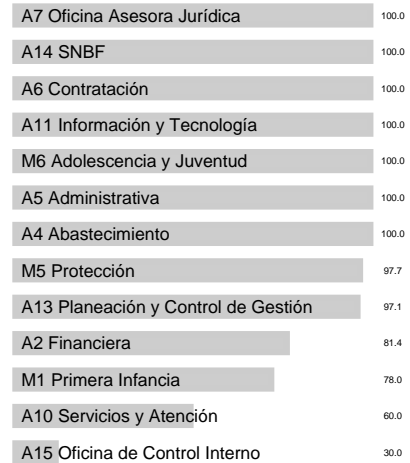 A7 Oficina Asesora Jurídica 100.0
A14 SNBF 100.0
A6 Contratación 100.0
A11 Información y Tecnología 100.0
M6 Adolescencia y Juventud 100.0
A5 Administrativa 100.0
A4 Abastecimiento 100.0
M5 Protección 97.7
A13 Planeación y Control de Gestión 97.1
A2 Financiera 81.4
M1 Primera Infancia 78.0
A10 Servicios y Atención 60.0
A15 Oficina de Control Interno 30.0